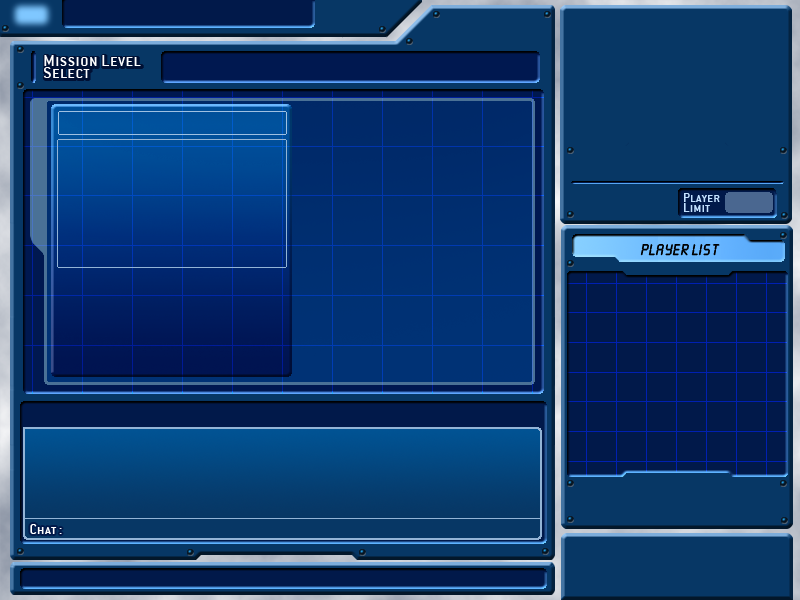 Mission Level
Select
Player
Limit
PLAYER LIST
Chat: